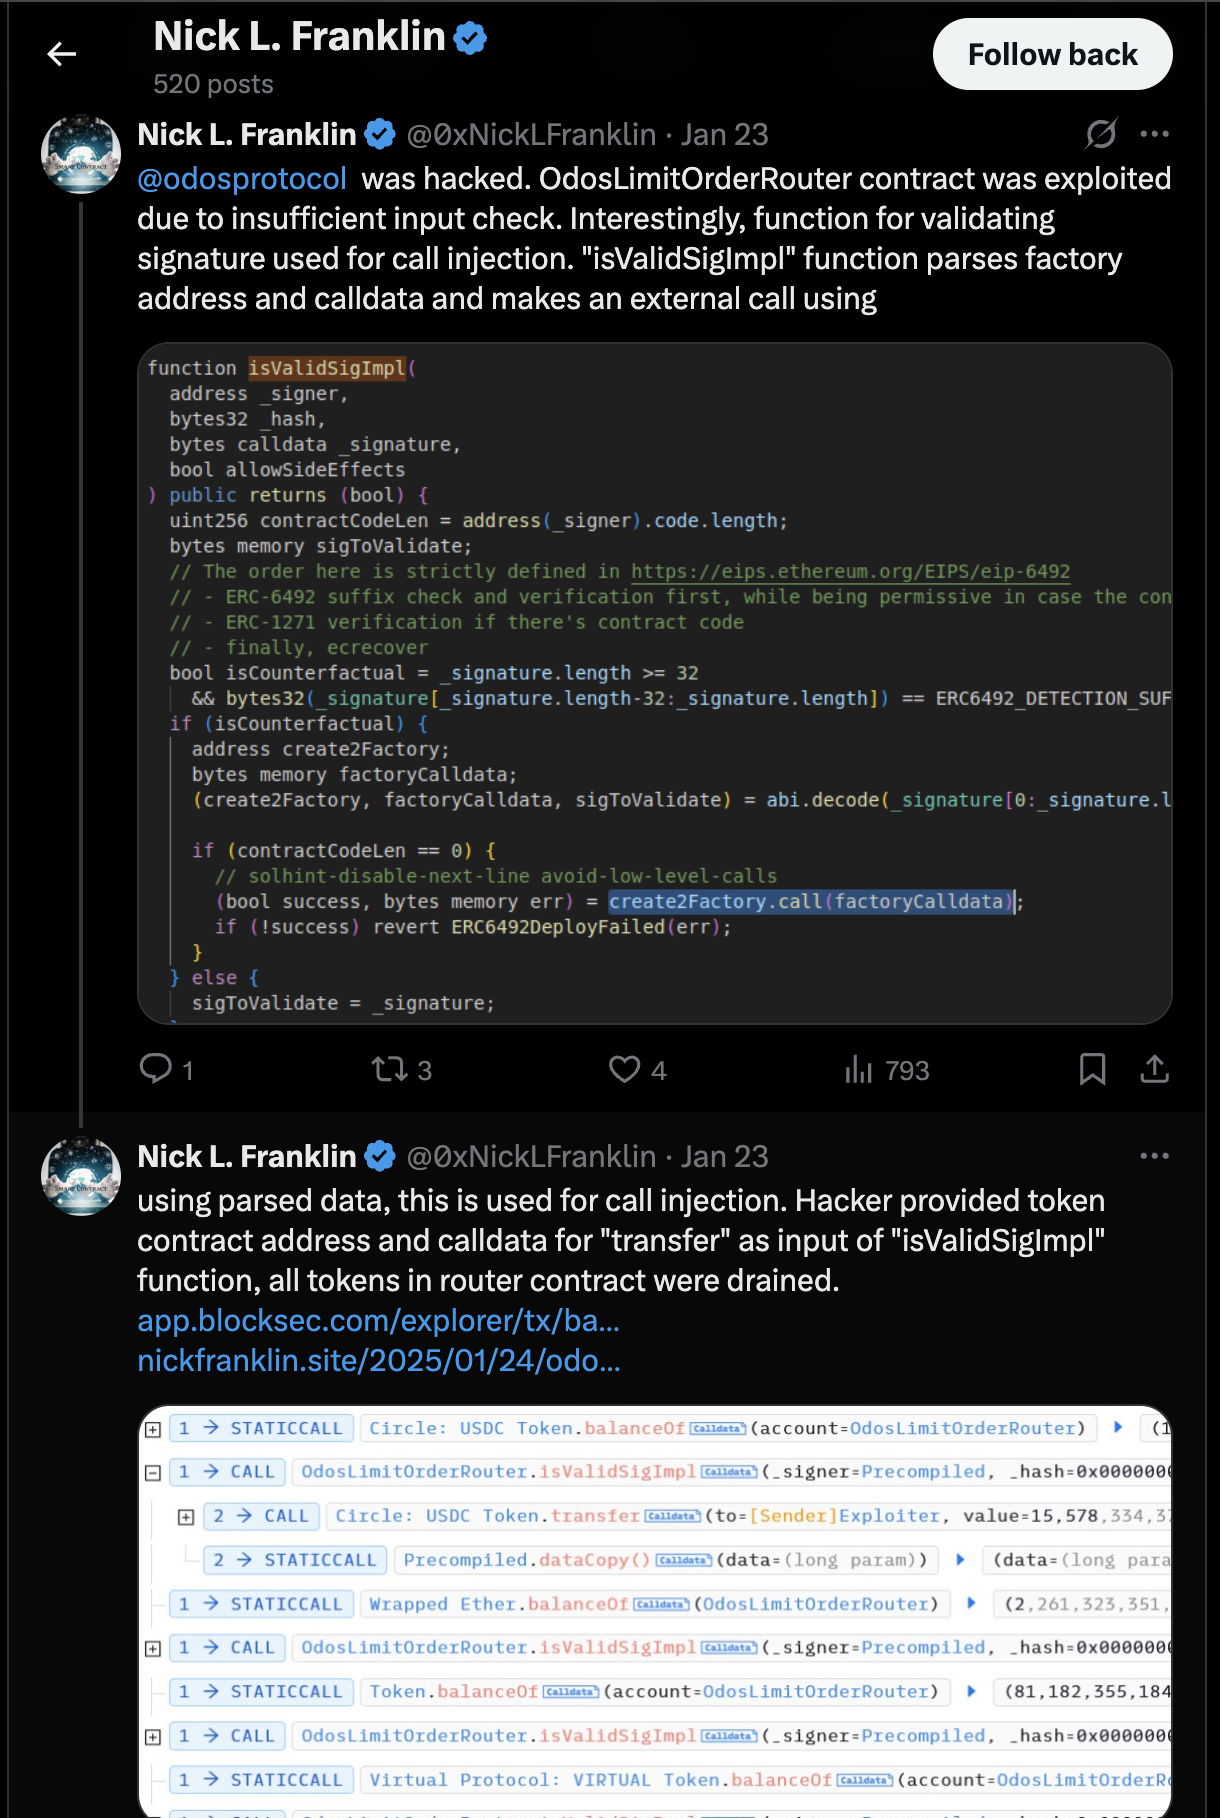 Nick L. Franklin
520 posts
Follow back
Nick L. Franklin @0xNickLFranklin · Jan 23
@odosprotocol was hacked. OdosLimitOrderRouter contract was exploited
due to insufficient input check. Interestingly, function for validating
signature used for call injection. "isValidSigImpl" function parses factory
address and calldata and makes an external call using
function isValidSigImpl(
address _signer,
bytes32 _hash,
bytes calldata _signature,
bool allowSideEffects
) public returns (bool) {
uint256 contractCodeLen = address(_signer).code.length;
bytes memory sigToValidate;
// The order here is strictly defined in https://eips.ethereum.org/EIPS/eip-6492
// - ERC-6492 suffix check and verification first, while being permissive in case the con
// - ERC-1271 verification if there's contract code
// - finally, ecrecover
bool isCounterfactual = _signature.length >= 32
&& bytes32(_signature[_signature.length-32:_signature.length]) == ERC6492_DETECTION_SUF
if (isCounterfactual) {
address create2Factory;
bytes memory factoryCalldata;
(create2Factory, factoryCalldata, sigToValidate) = abi.decode(_signature[0:_signature.l
if (contractCodeLen == 0) {
// solhint-disable-next-line avoid-low-level-calls
(bool success, bytes memory err) = create2Factory.call(factoryCalldata);
if (!success) revert ERC6492DeployFailed(err);
}
} else {
sigToValidate = _signature;
1 3 4 793
Nick L. Franklin @0xNickLFranklin · Jan 23
using parsed data, this is used for call injection. Hacker provided token
contract address and calldata for "transfer" as input of "isValidSigImpl"
function, all tokens in router contract were drained.
app.blocksec.com/explorer/tx/ba...
nickfranklin.site/2025/01/24/odo...
1 → STATICCALL Circle: USDC Token.balanceOf Calldata (account=OdosLimitOrderRouter) (1
1 → CALL OdosLimitOrderRouter.isValidSigImpl Calldata (_signer=Precompiled, _hash=0x0000000
2 → CALL Circle: USDC Token.transfer Calldata (to=[Sender]Exploiter, value=15,578,334,37
2 → STATICCALL Precompiled.dataCopy() Calldata (data=(long param)) (data=(long para
1 → STATICCALL Wrapped Ether.balanceOf Calldata (OdosLimitOrderRouter) (2,261,323,351,
1 → CALL OdosLimitOrderRouter.isValidSigImpl Calldata (_signer=Precompiled, _hash=0x0000000
1 → STATICCALL Token.balanceOf Calldata (account=OdosLimitOrderRouter) (81,182,355,184
1 → CALL OdosLimitOrderRouter.isValidSigImpl Calldata (_signer=Precompiled, _hash=0x0000000
1 → STATICCALL Virtual Protocol: VIRTUAL Token.balanceOf Calldata (account=OdosLimitOrderR